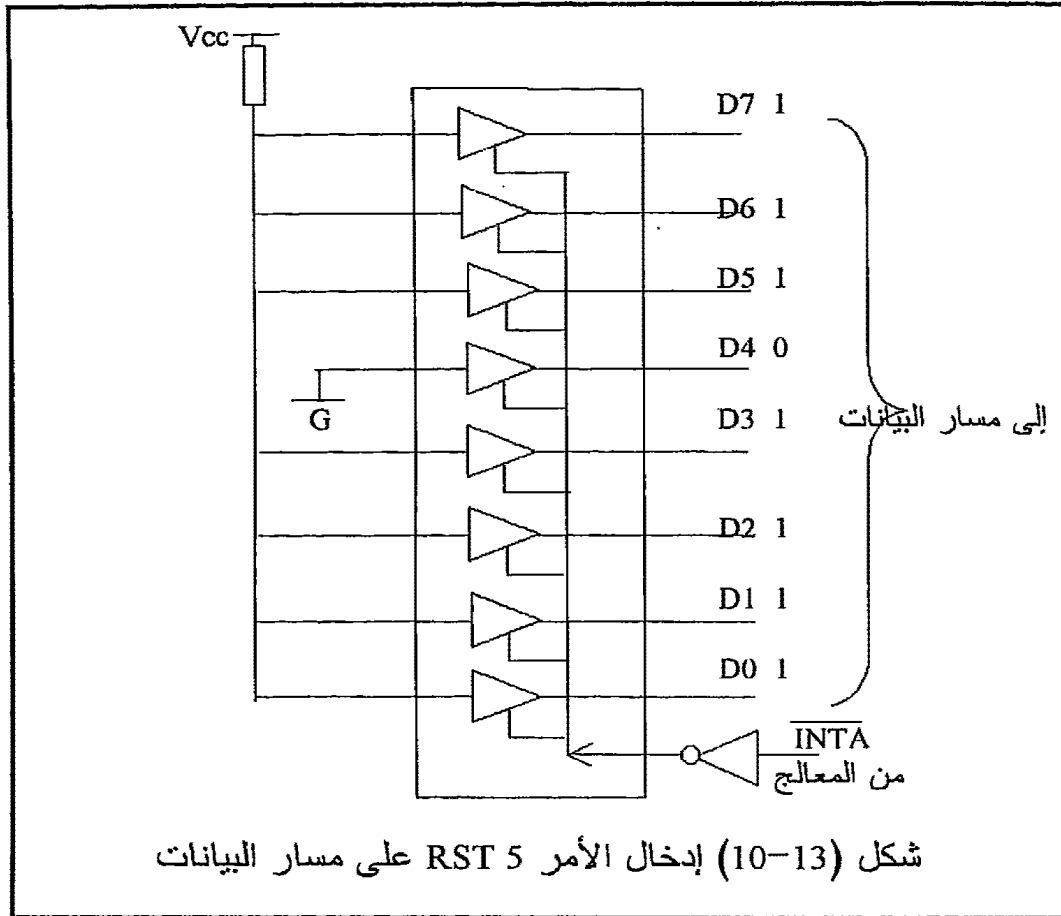 Vcc
D7 1
D6 1
D5 1
D4 0
G
D3 1
إلى مسار البيانات
D2 1
D1 1
D0 1
INTA
من المعالج
شكل (10-13) إدخال الأمر RST 5 على مسار البيانات